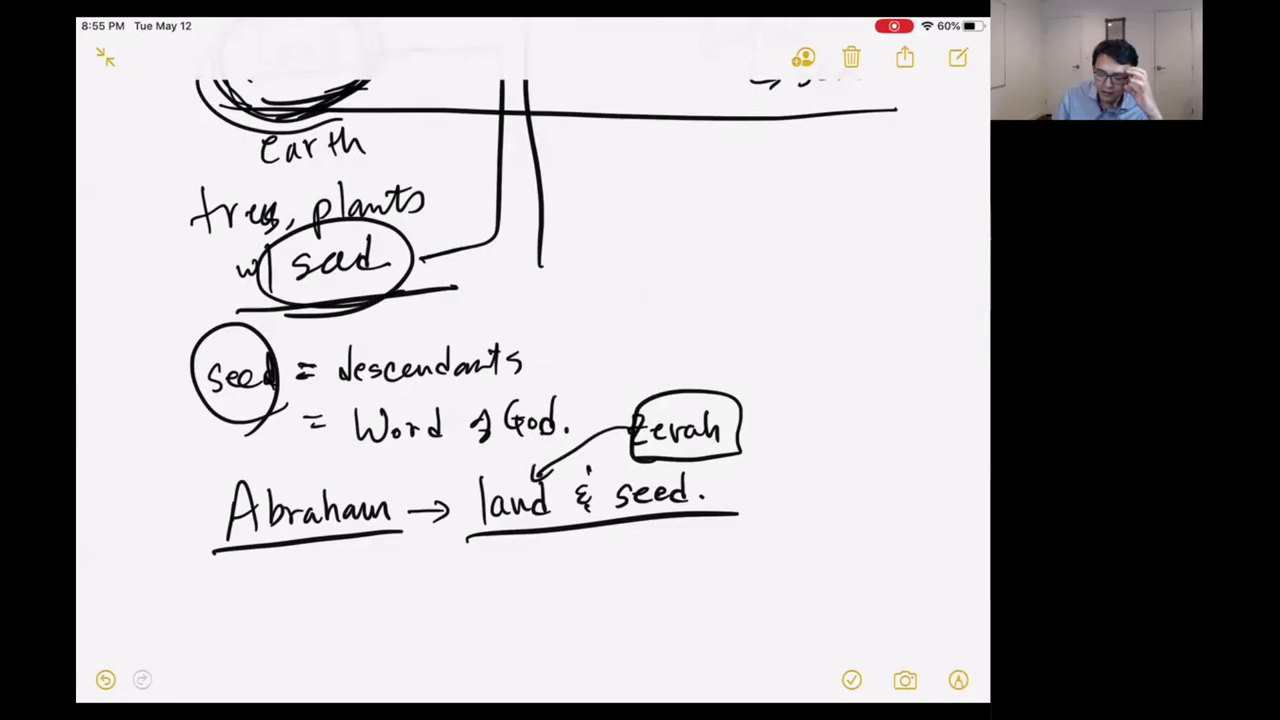 8:55 PM Tue May 12
60%
earth
trees, plants
w/ seed
seed = descendants
= Word of God.
zerah
Abraham → land & seed.